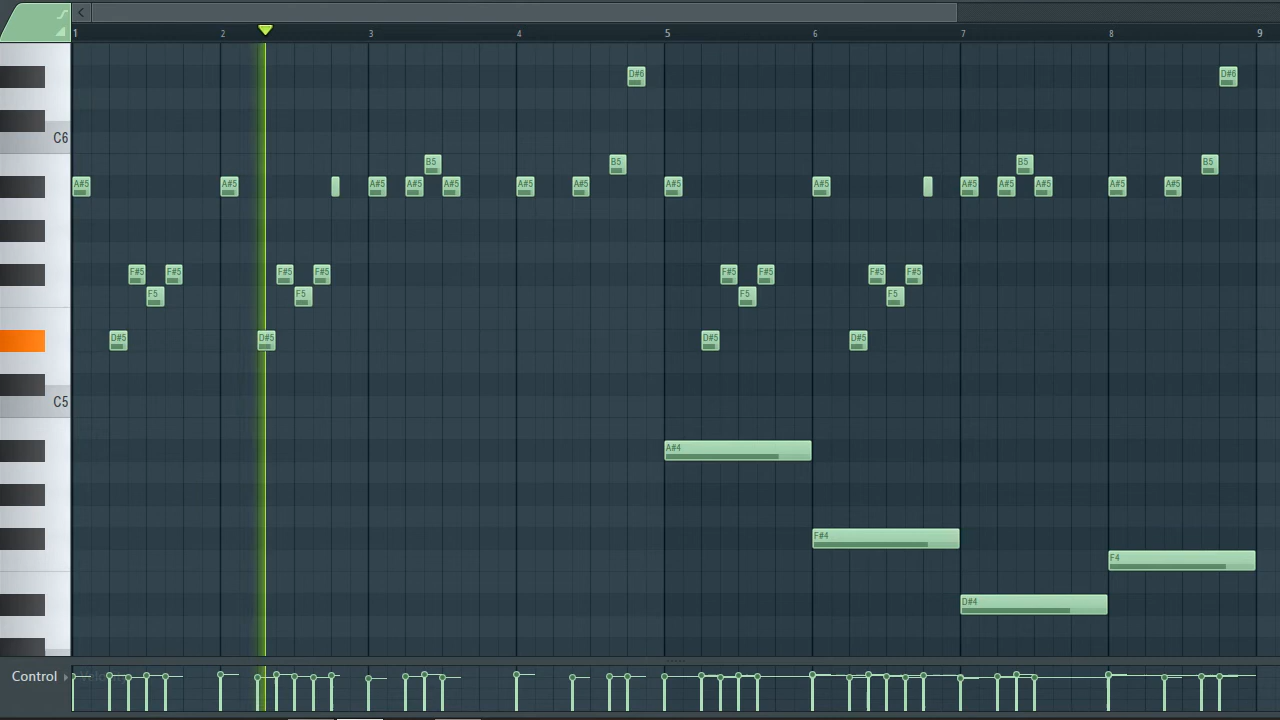 1 2 3 4 5 6 7 8 9
D#6 D#6
C6
B5 B5 B5 B5
A#5 A#5 A#5 A#5 A#5 A#5 A#5 A#5 A#5 A#5 A#5 A#5 A#5 A#5
F#5 F#5 F#5 F#5 F#5 F#5 F#5 F#5
F5 F5 F5 F5
D#5 D#5 D#5 D#5
C5
A#4
F#4
F4
D#4
Control